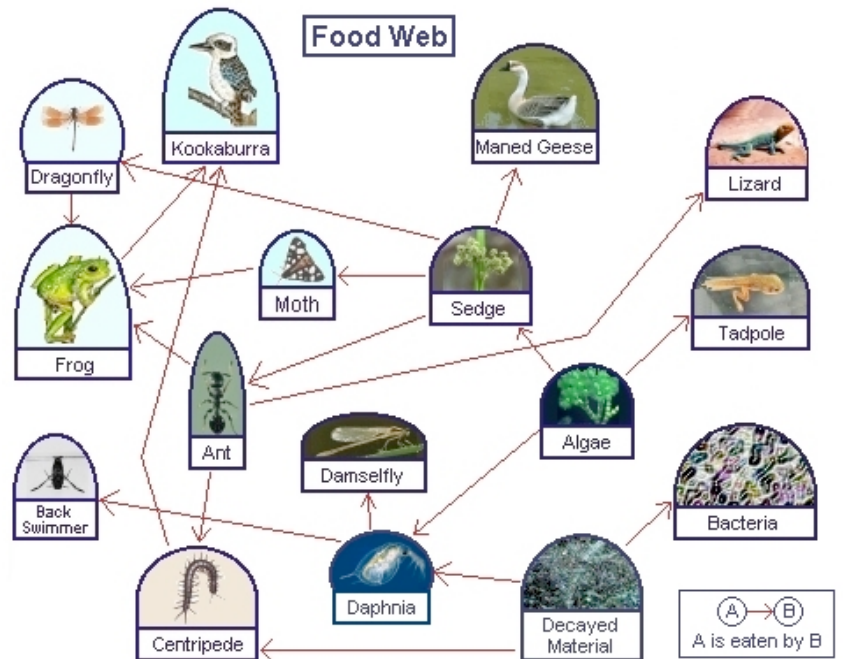 Food Web
Kookaburra
Maned Geese
Dragonfly
Lizard
Moth
Sedge
Tadpole
Frog
Ant
Algae
Damselfly
Back
Swimmer
Bacteria
Daphnia
Decayed
Material
Centripede
A
B
A is eaten by B